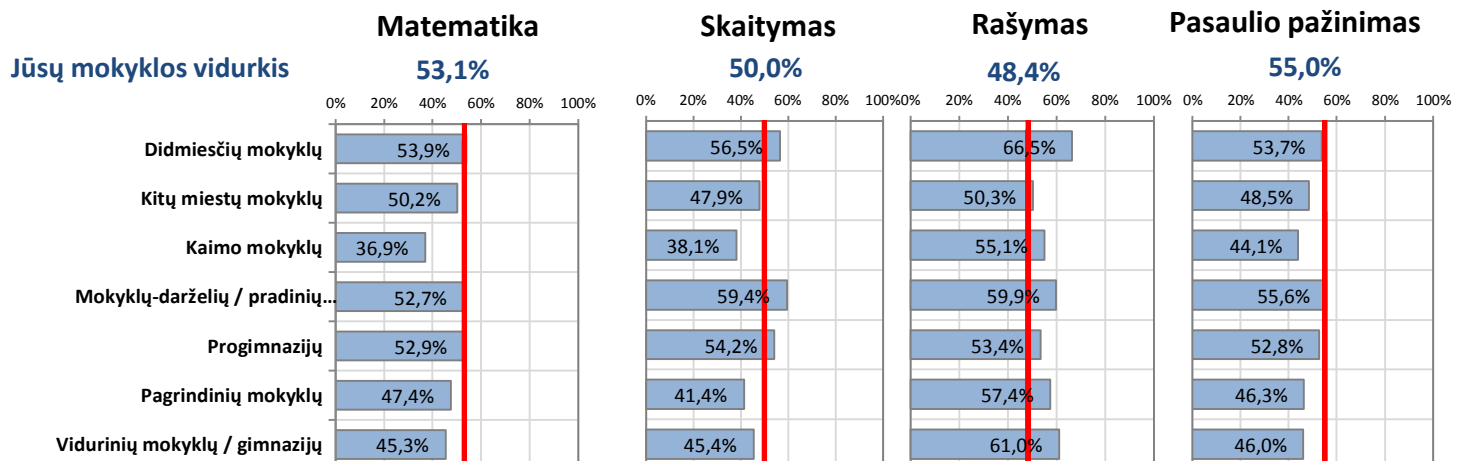 Matematika Skaitymas Rašymas Pasaulio pažinimas
Jūsų mokyklos vidurkis 53,1% 50,0% 48,4% 55,0%
0% 20% 40% 60% 80% 100% 0% 20% 40% 60% 80% 100% 0% 20% 40% 60% 80% 100% 0% 20% 40% 60% 80% 100%
Didmiesčių mokyklų 53,9% 56,5% 66,5% 53,7%
Kitų miestų mokyklų 50,2% 47,9% 50,3% 48,5%
Kaimo mokyklų 36,9% 38,1% 55,1% 44,1%
Mokyklų-darželių / pradinių... 52,7% 59,4% 59,9% 55,6%
Progimnazijų 52,9% 54,2% 53,4% 52,8%
Pagrindinių mokyklų 47,4% 41,4% 57,4% 46,3%
Vidurinių mokyklų / gimnazijų 45,3% 45,4% 61,0% 46,0%